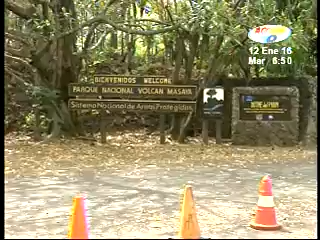 BIENVENIDOS WELCOME
PARQUE NACIONAL VOLCAN MASAYA
Sistema Nacional de Areas Protegidas
12 Ene 16
Mar 6:50